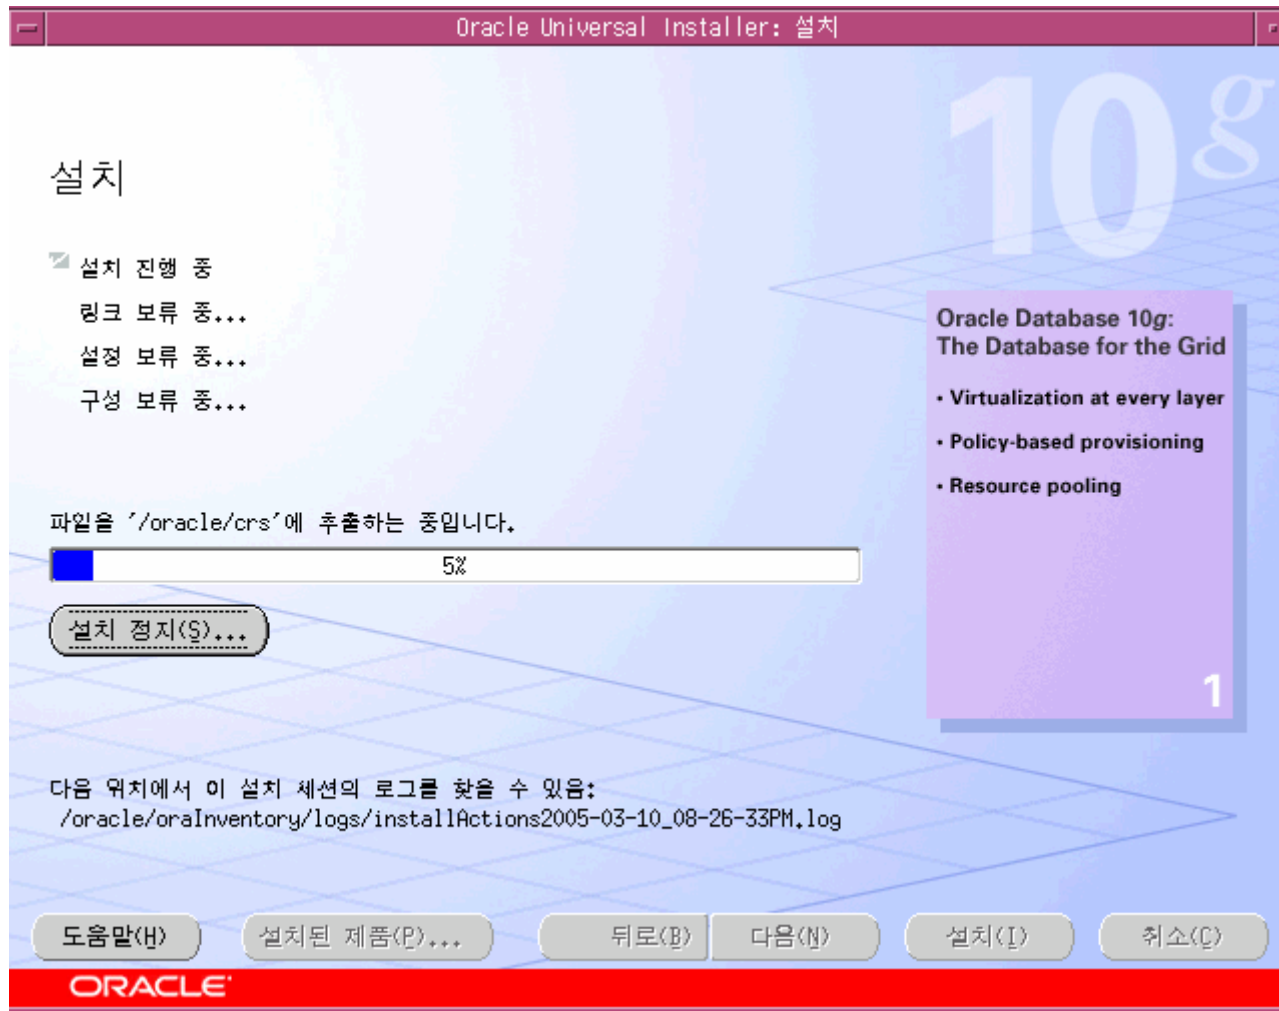 Oracle Universal Installer: 설치
10g
설치
설치 진행 중
링크 보류 중...
설정 보류 중...
구성 보류 중...
Oracle Database 10g:
The Database for the Grid
• Virtualization at every layer
• Policy-based provisioning
• Resource pooling
1
파일을 '/oracle/crs'에 추출하는 중입니다.
5%
설치 정지(S)...
다음 위치에서 이 설치 세션의 로그를 찾을 수 있음:
/oracle/oraInventory/logs/installActions2005-03-10_08-26-33PM.log
도움말(H) 설치된 제품(P)... 뒤로(B) 다음(N) 설치(I) 취소(C)
ORACLE